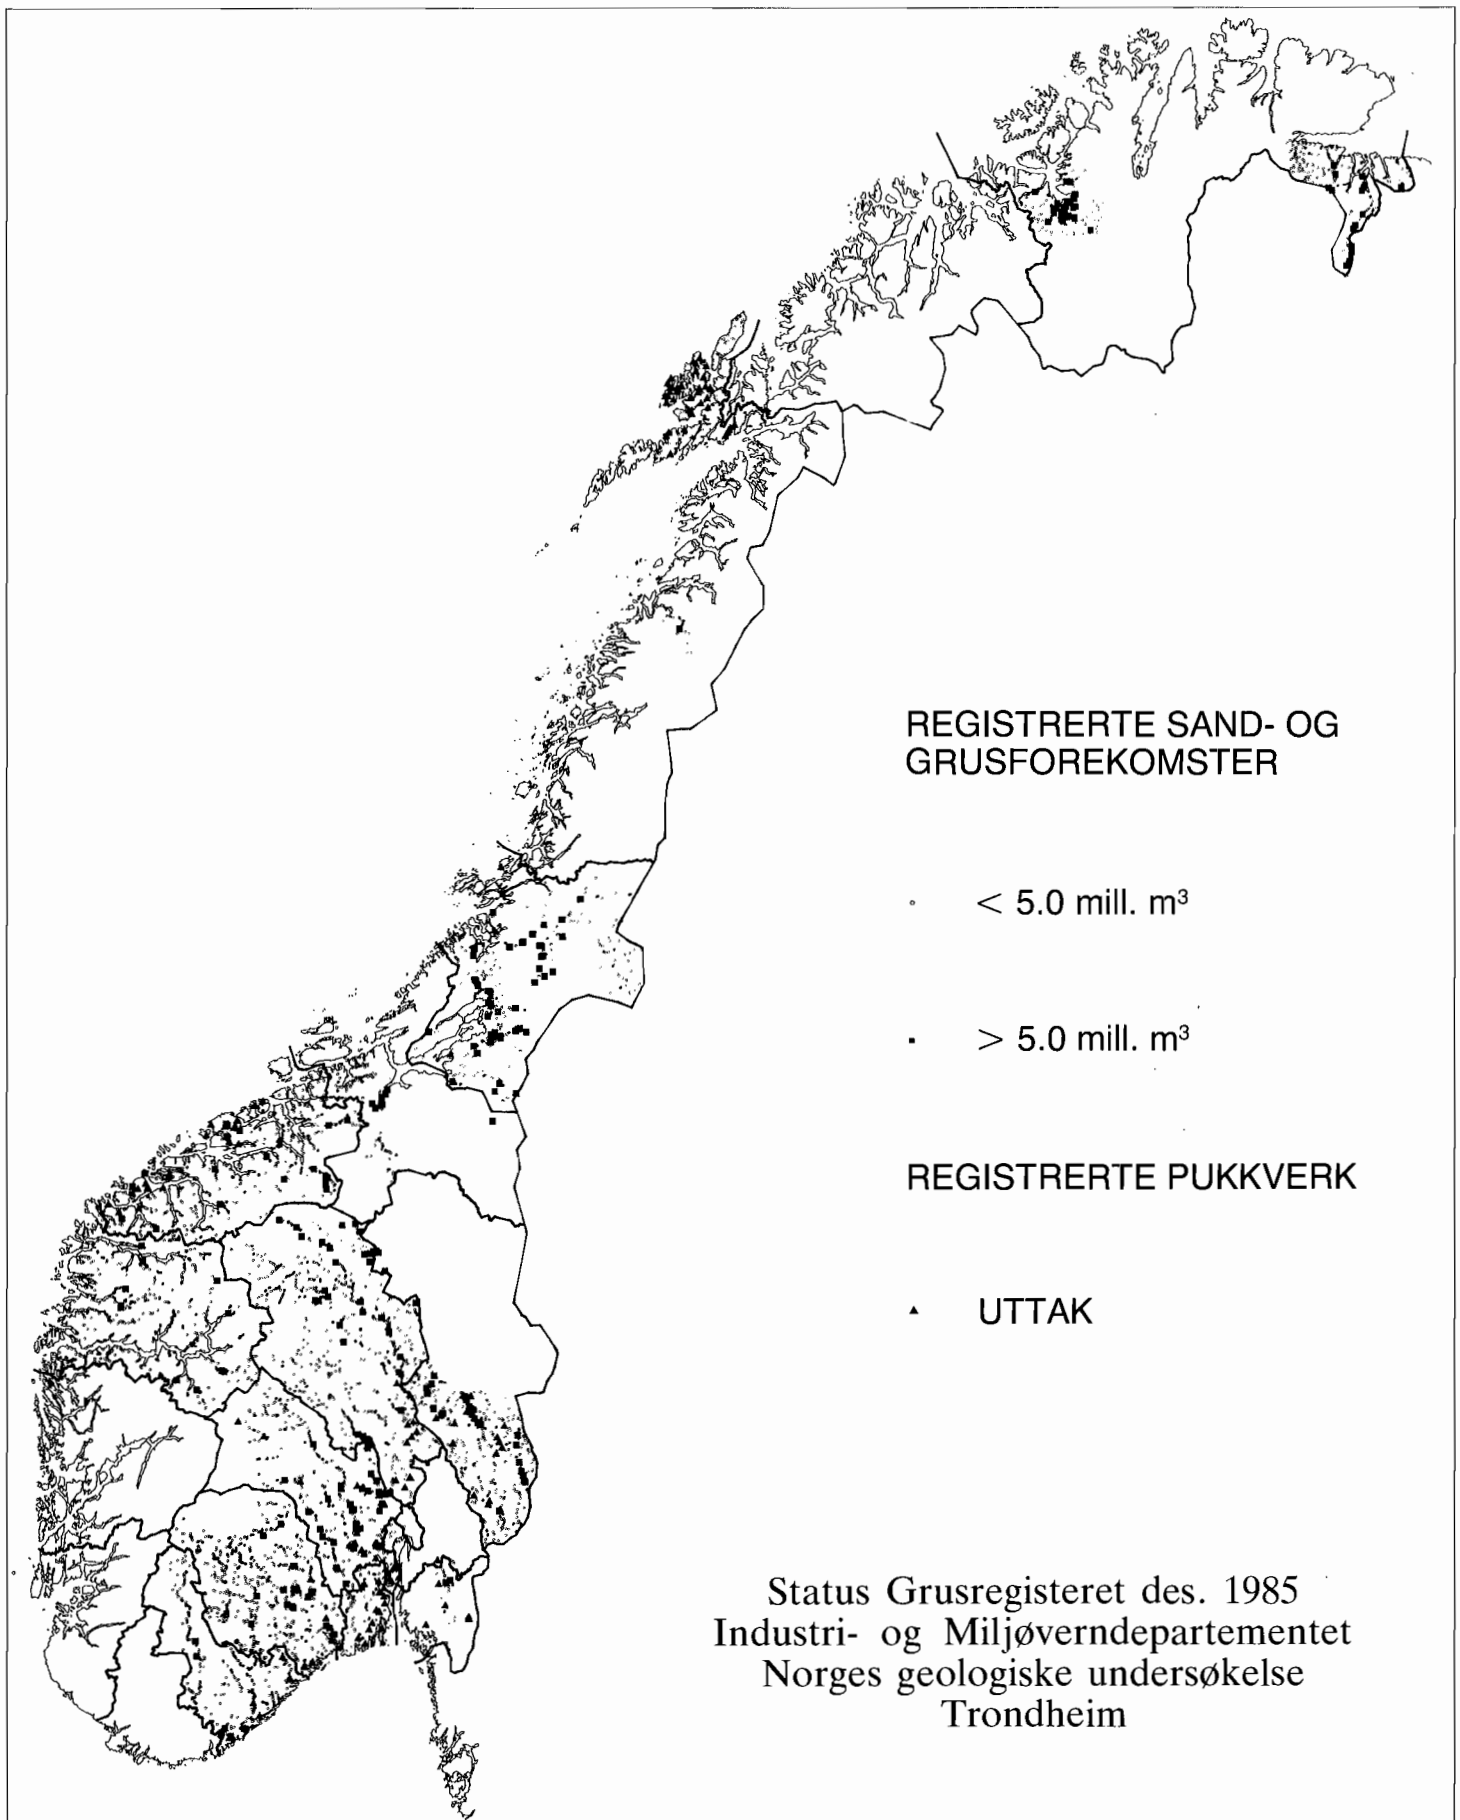 REGISTRERTE SAND- OG
GRUSFOREKOMSTER
< 5.0 mill. m³
> 5.0 mill. m³
REGISTRERTE PUKKVERK
UTTAK
Status Grusregisteret des. 1985
Industri- og Miljøverndepartementet
Norges geologiske undersøkelse
Trondheim